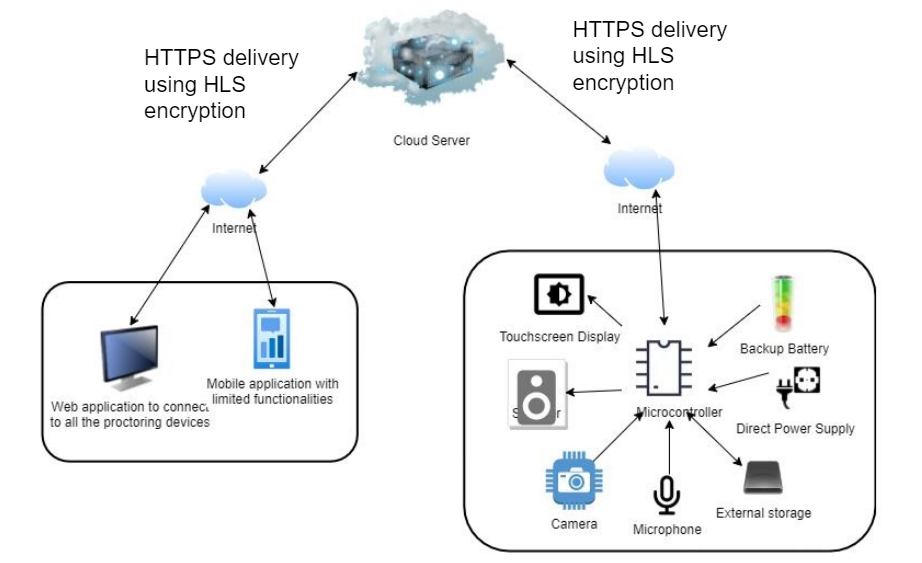 HTTPS delivery
using HLS
encryption
HTTPS delivery
using HLS
encryption
Cloud Server
Internet
Internet
Touchscreen Display
Backup Battery
Mobile application with
limited functionalities
Web application to connect
to all the proctoring devices
Microcontroller
Direct Power Supply
Camera
Microphone
External storage